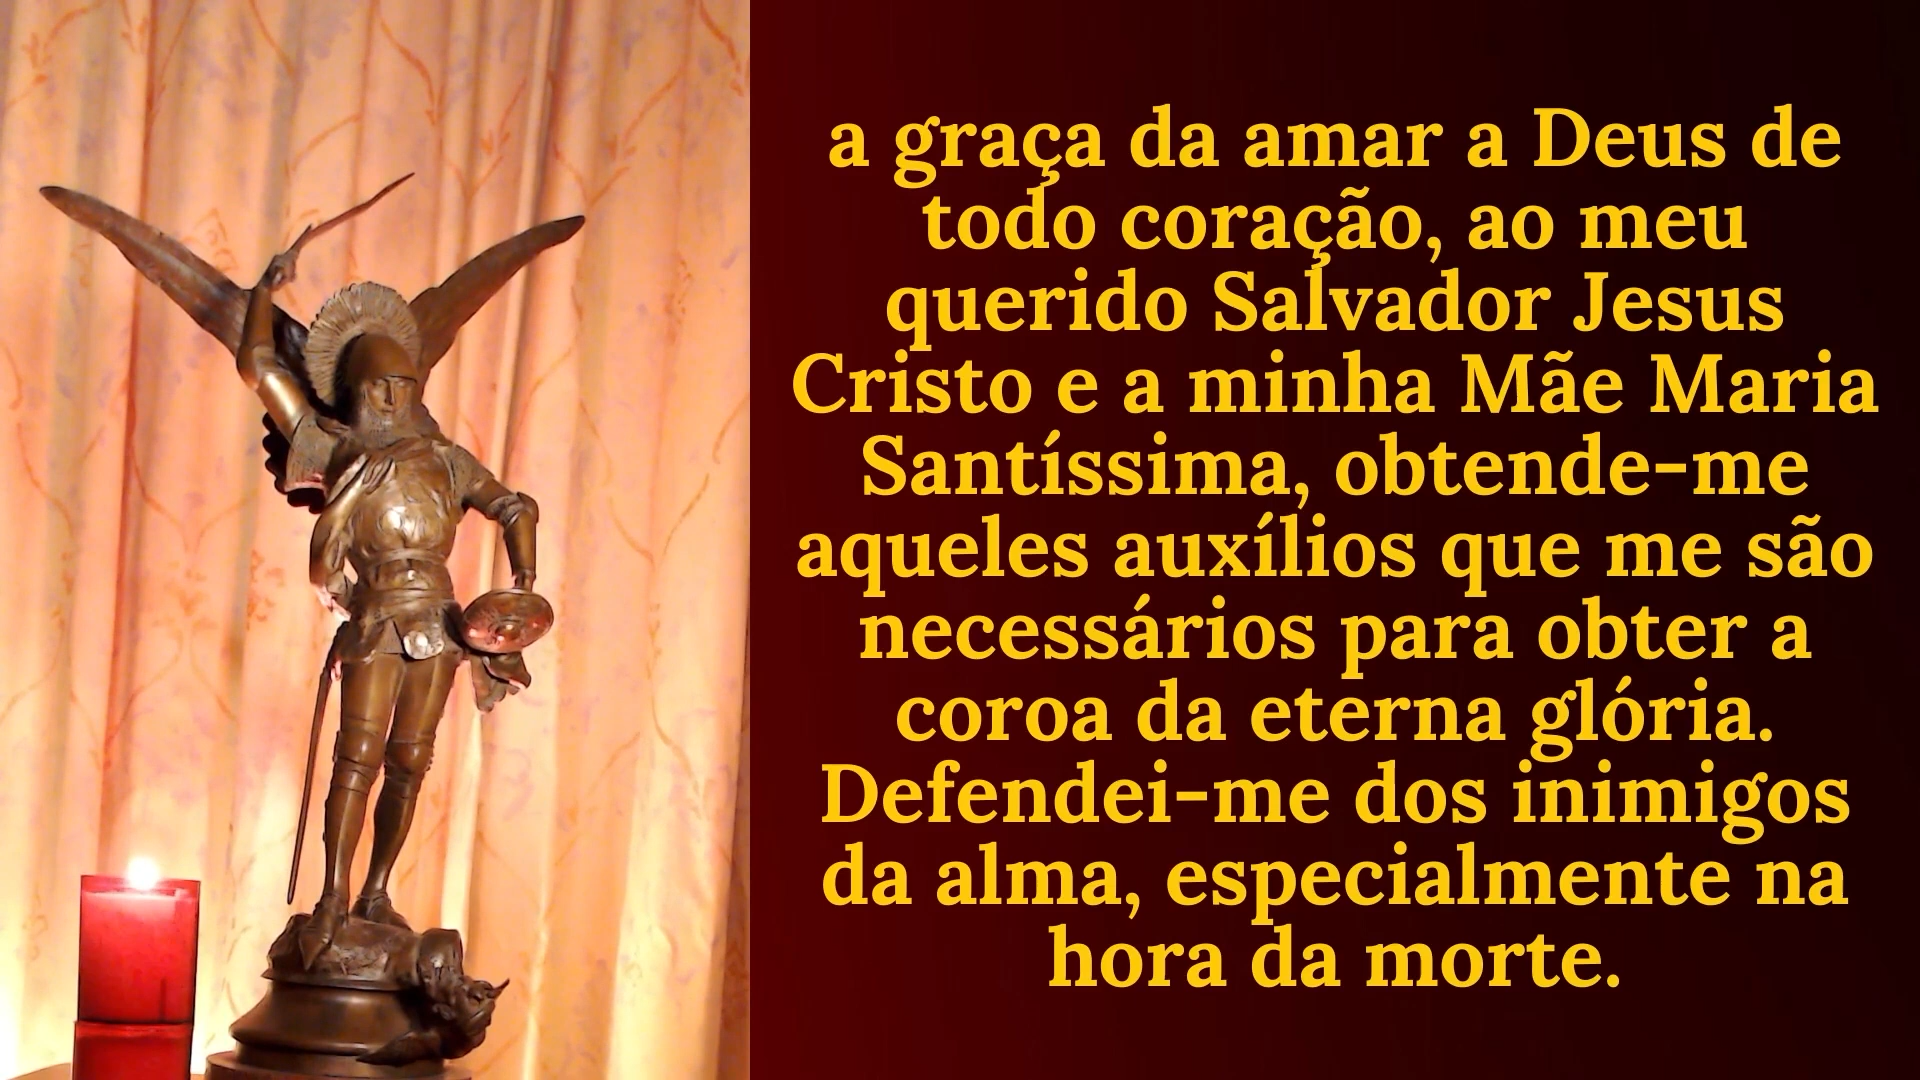 a graça da amar a Deus de
todo coração, ao meu
querido Salvador Jesus
Cristo e a minha Mãe Maria
Santíssima, obtende-me
aqueles auxílios que me são
necessários para obter a
coroa da eterna glória.
Defendei-me dos inimigos
da alma, especialmente na
hora da morte.